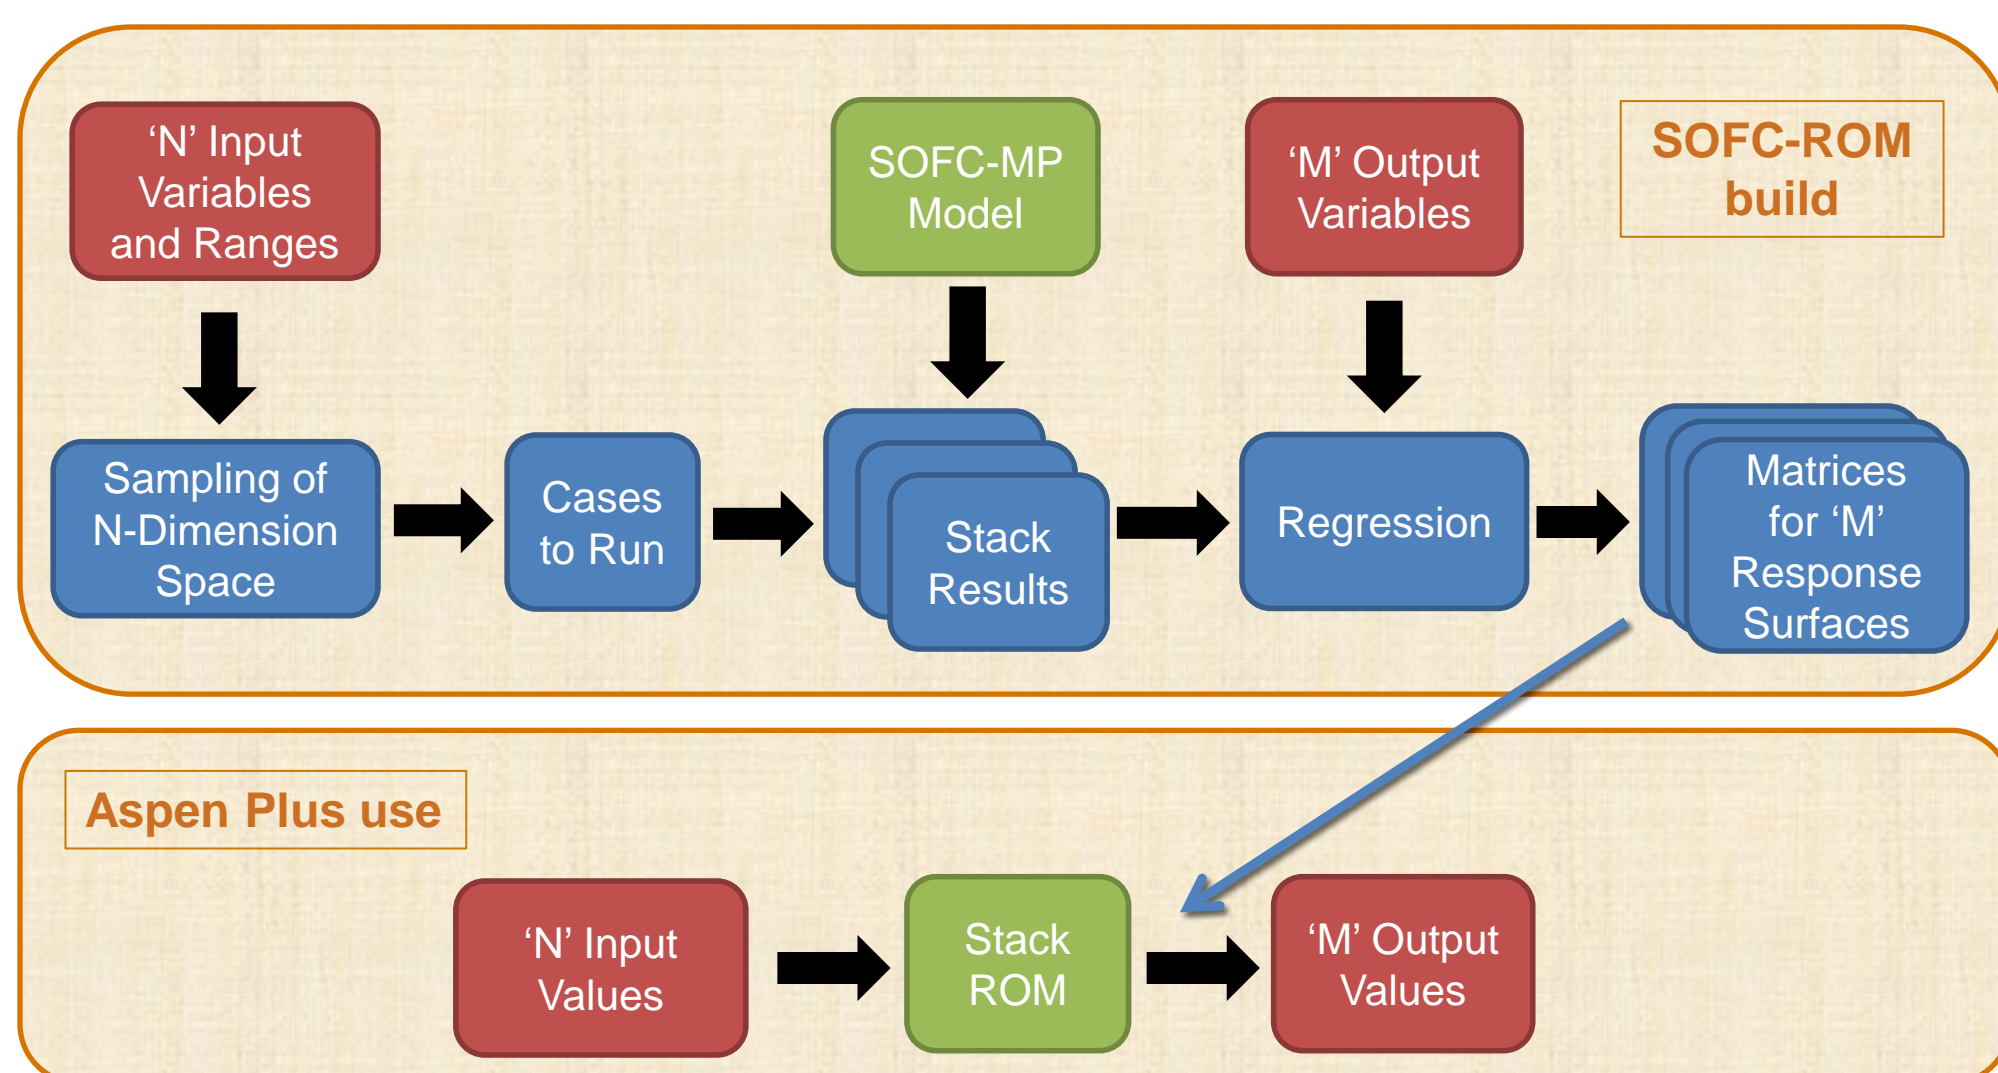 ‘N’ Input
Variables
and Ranges
SOFC-MP
Model
‘M’ Output
Variables
SOFC-ROM
build
Sampling of
N-Dimension
Space
Cases
to Run
Stack
Results
Regression
Matrices
for ‘M’
Response
Surfaces
Aspen Plus use
‘N’ Input
Values
Stack
ROM
‘M’ Output
Values